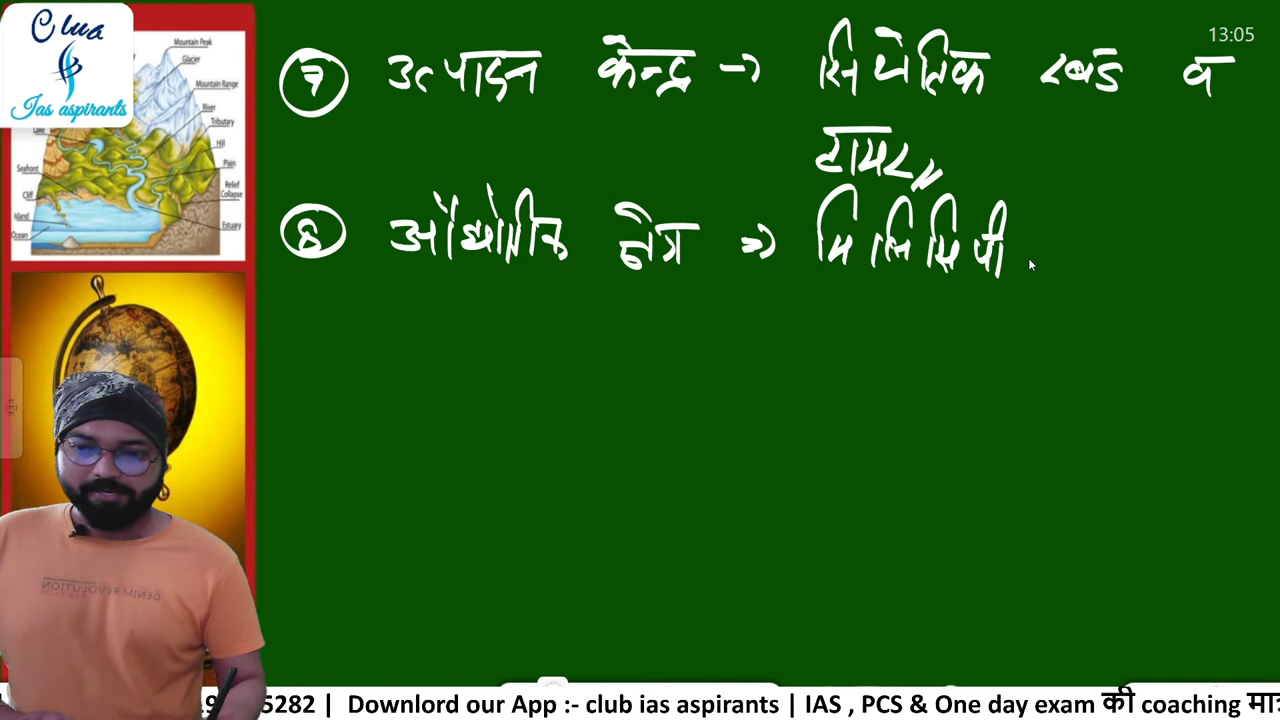 Clua
Ias aspirants
Mountain Peak
Glacier
Mountain Range
River
Tributary
Hill
Lake
Plain
Seafront
Relief
Collapse
Cliff
Island
Estuary
Ocean
13:05
7 उत्पादन केन्द्र → सिंथेटिक रबड व
टायर,,
8 औद्योगिक क्षेत्र ⇒ मिसिसिपी
DENIM REVOLUTION
5282 | Downlord our App :- club ias aspirants | IAS , PCS & One day exam की coaching